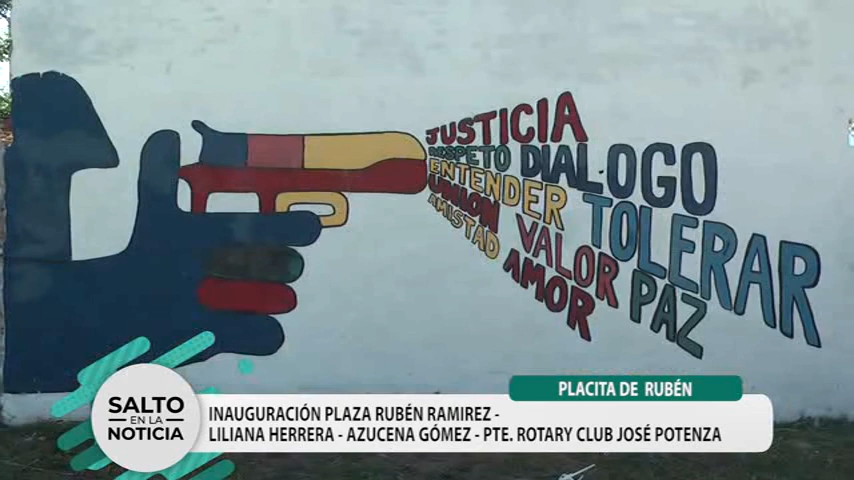 JUSTICIA
RESPETO DIALOGO
ENTENDER TOLERAR
UNION VALOR PAZ
AMISTAD AMOR
PLACITA DE RUBÉN
SALTO
EN LA
NOTICIA
INAUGURACIÓN PLAZA RUBÉN RAMIREZ -
LILIANA HERRERA - AZUCENA GÓMEZ - PTE. ROTARY CLUB JOSÉ POTENZA